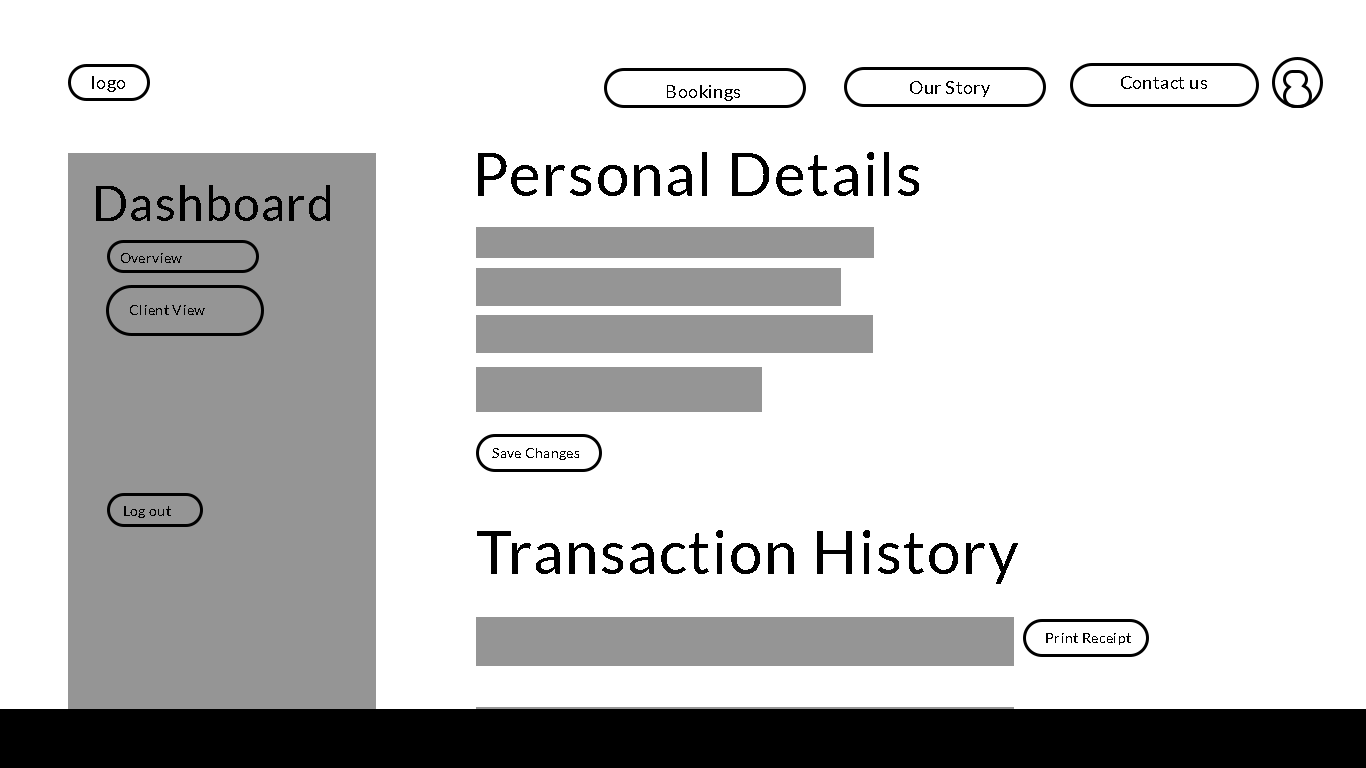 logo
Bookings
Our Story
Contact us
Dashboard
Overview
Client View
Log out
Personal Details
Save Changes
Transaction History
Print Receipt